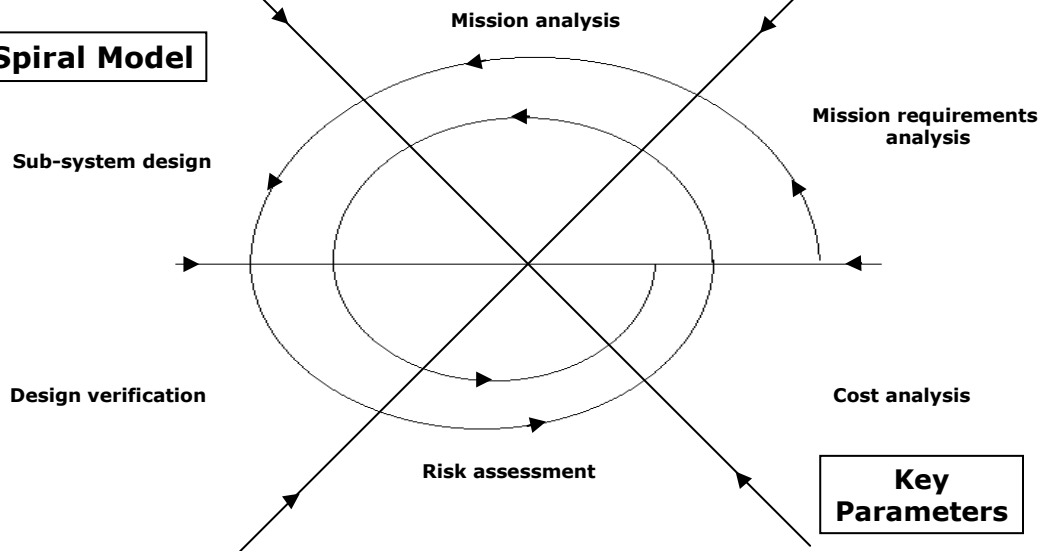 Mission analysis
Spiral Model
Mission requirements
analysis
Sub-system design
Design verification
Cost analysis
Risk assessment
Key
Parameters